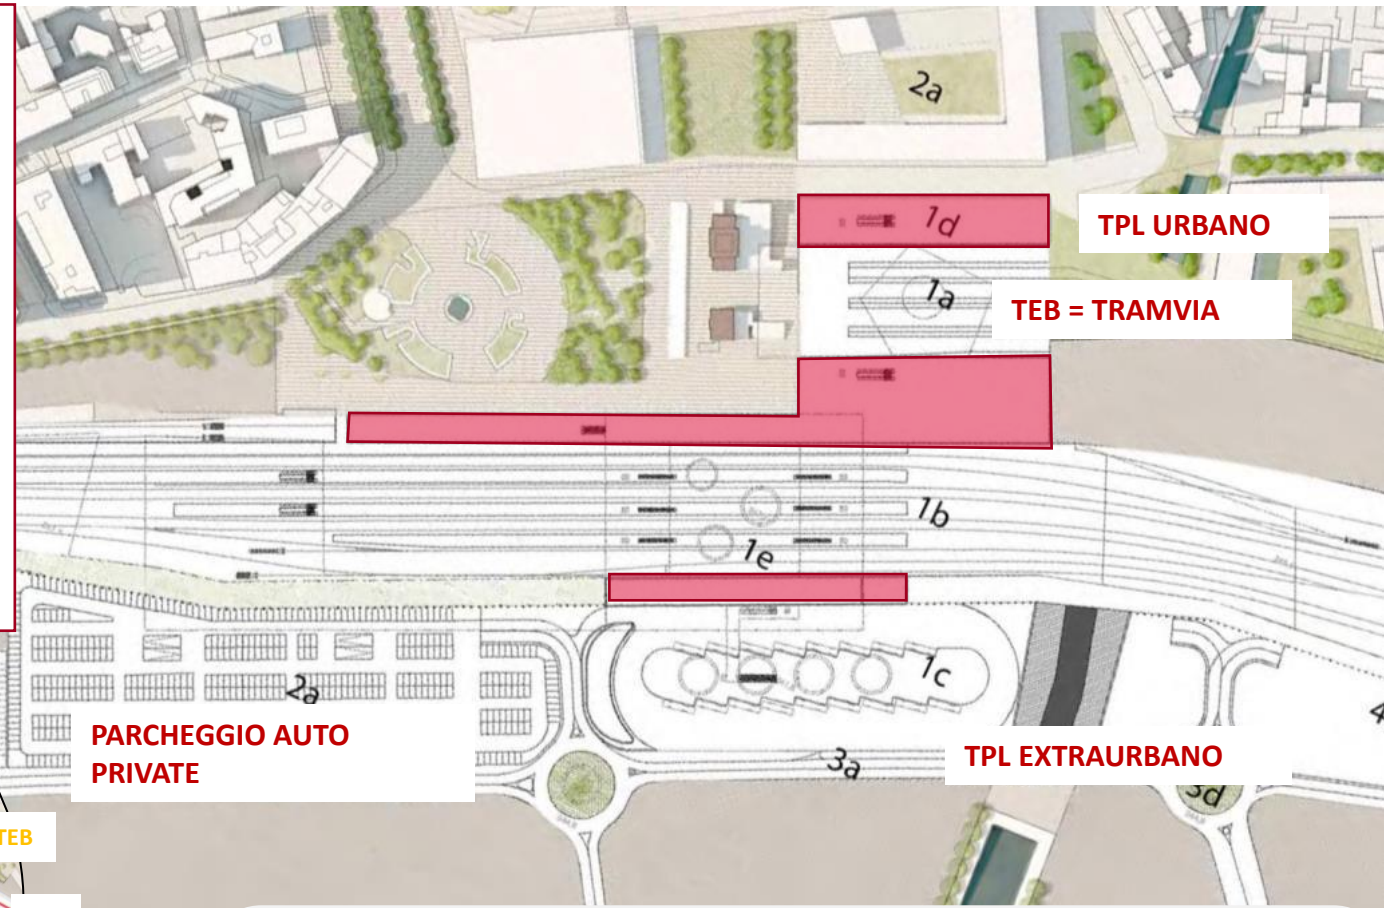 2a
1d
TPL URBANO
1a
TEB = TRAMVIA
1b
1e
1c
2a
PARCHEGGIO AUTO
PRIVATE
TPL EXTRAURBANO
3a
3d
4
TEB